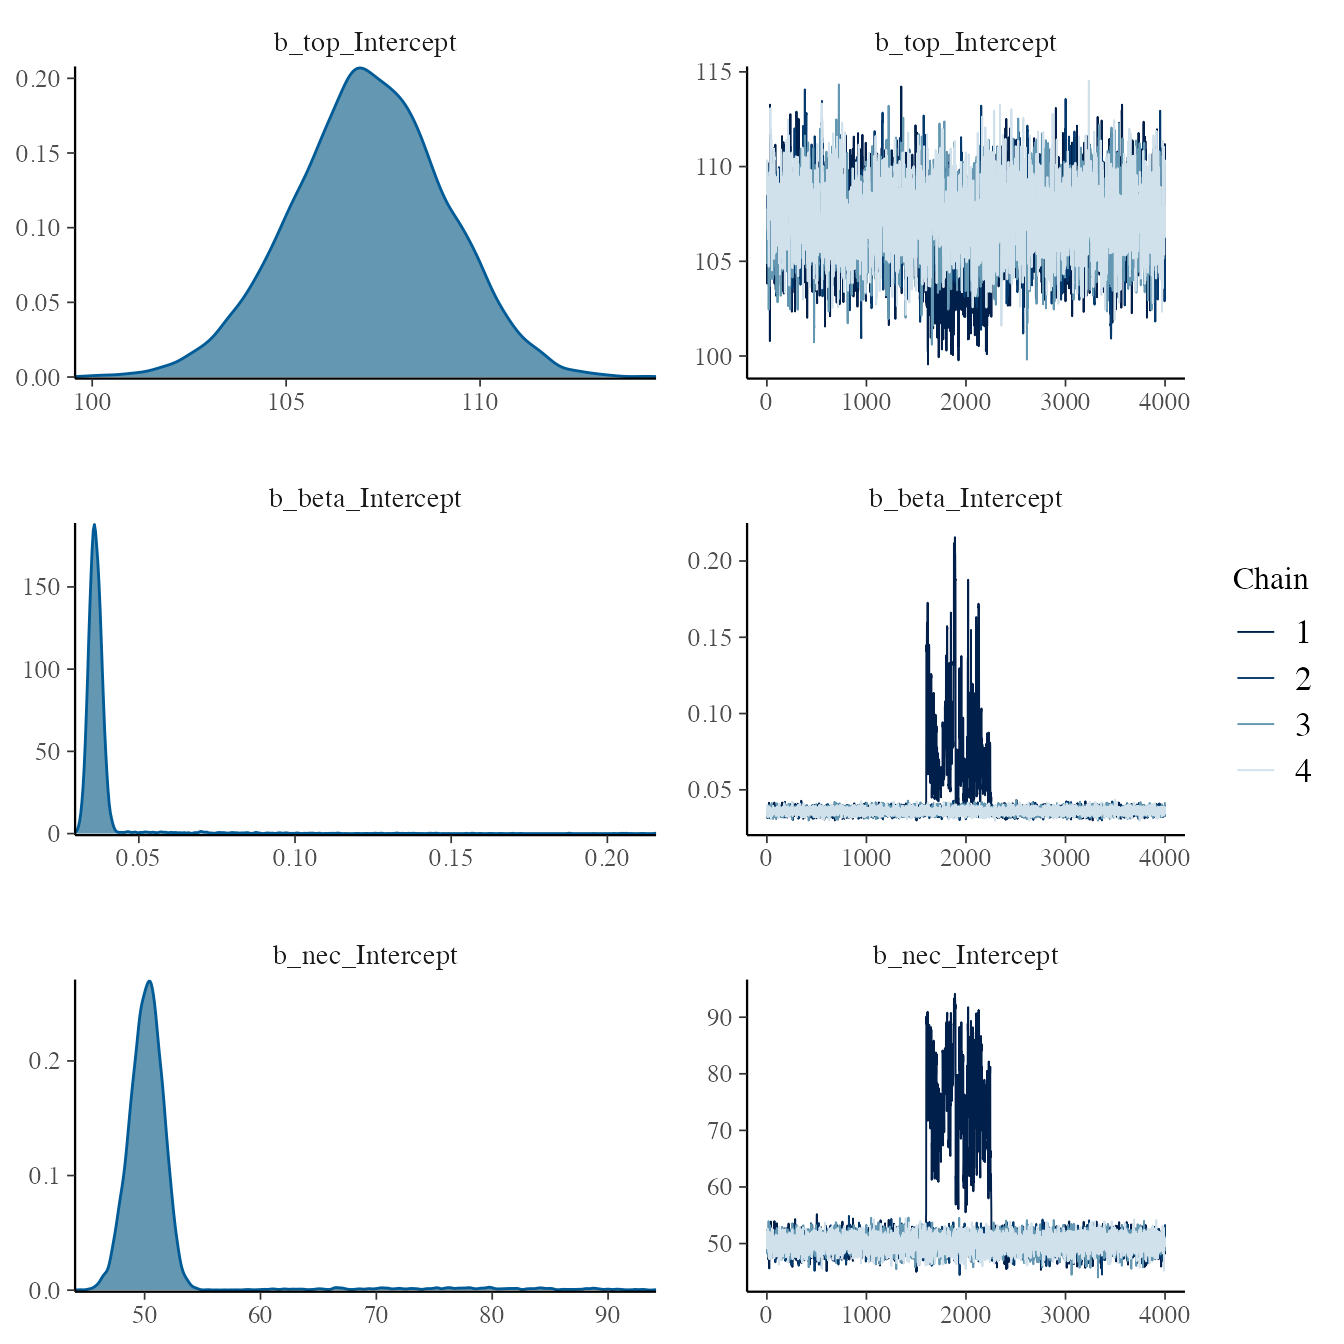 b_top_Intercept
0.20
0.15
0.10
0.05
0.00
100 105 110
b_top_Intercept
115
110
105
100
0 1000 2000 3000 4000
b_beta_Intercept
150
100
50
0
0.05 0.10 0.15 0.20
b_beta_Intercept
0.20
0.15
0.10
0.05
0 1000 2000 3000 4000
b_nec_Intercept
0.2
0.1
0.0
50 60 70 80 90
b_nec_Intercept
90
80
70
60
50
0 1000 2000 3000 4000
Chain
1
2
3
4